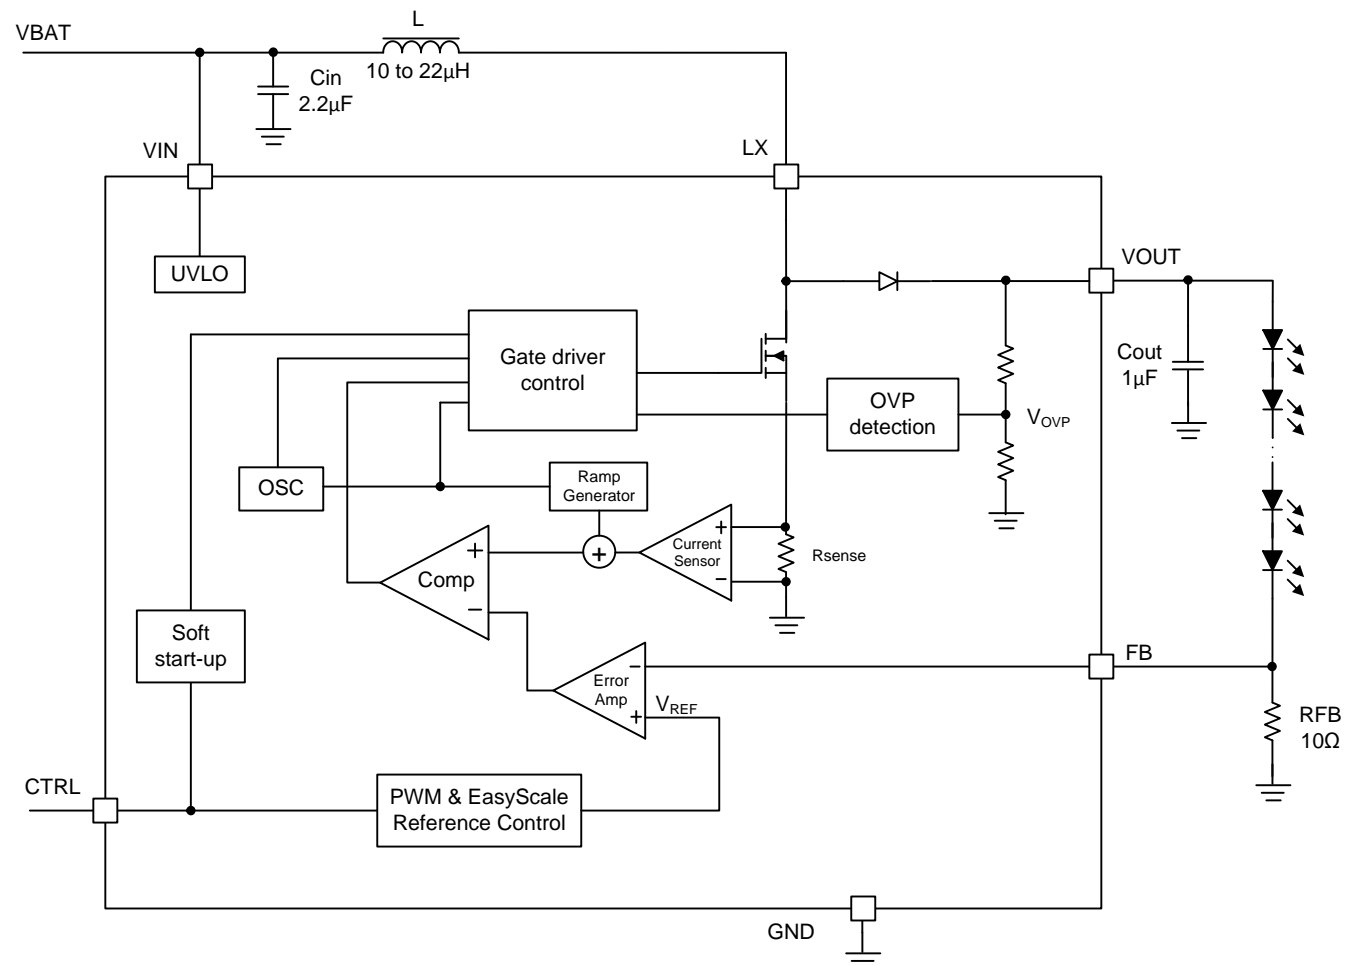 L
VBAT
10 to 22μH
Cin
2.2μF
VIN
LX
VOUT
UVLO
Gate driver
control
Cout
1μF
OVP
detection
VOVP
OSC
Ramp
Generator
+
Current
Sensor
+
−
Rsense
Comp
+
−
Soft
start-up
Error
Amp
−
+
VREF
FB
RFB
10Ω
CTRL
PWM & EasyScale
Reference Control
GND